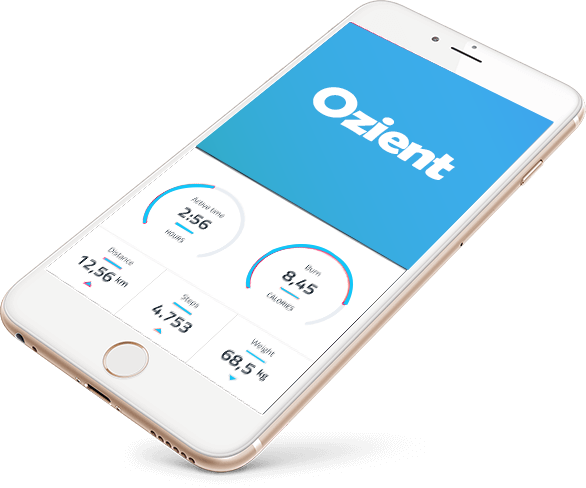 Ozient
Active time
2:56
HOURS
Burn
8,45
CALORIES
Distance
12,56 km
Steps
4.753
Weight
68,5 kg